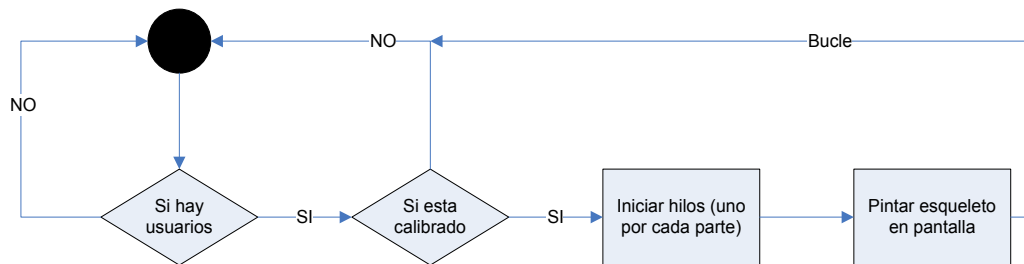 NO
Bucle
NO
Si hay
usuarios
SI
Si esta
calibrado
SI
Iniciar hilos (uno
por cada parte)
Pintar esqueleto
en pantalla